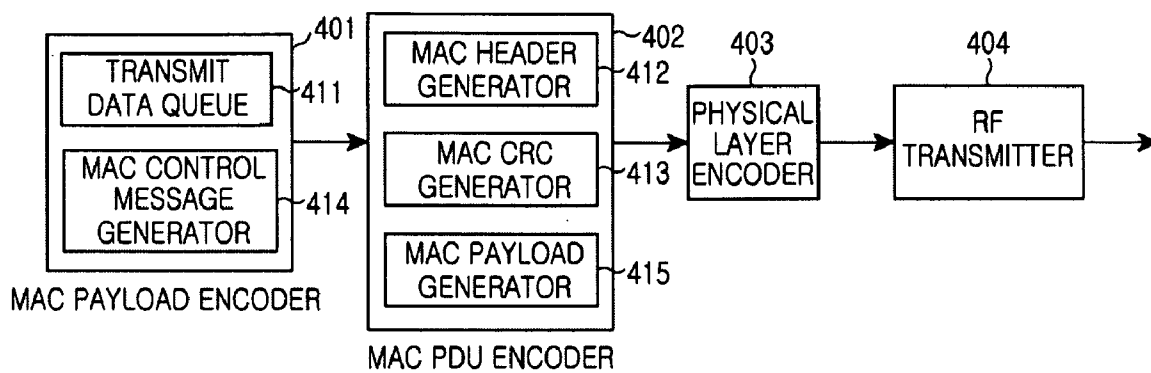 401
TRANSMIT
DATA QUEUE
411
MAC CONTROL
MESSAGE
GENERATOR
414
MAC PAYLOAD ENCODER
402
MAC HEADER
GENERATOR
412
MAC CRC
GENERATOR
413
MAC PAYLOAD
GENERATOR
415
MAC PDU ENCODER
403
PHYSICAL
LAYER
ENCODER
404
RF
TRANSMITTER